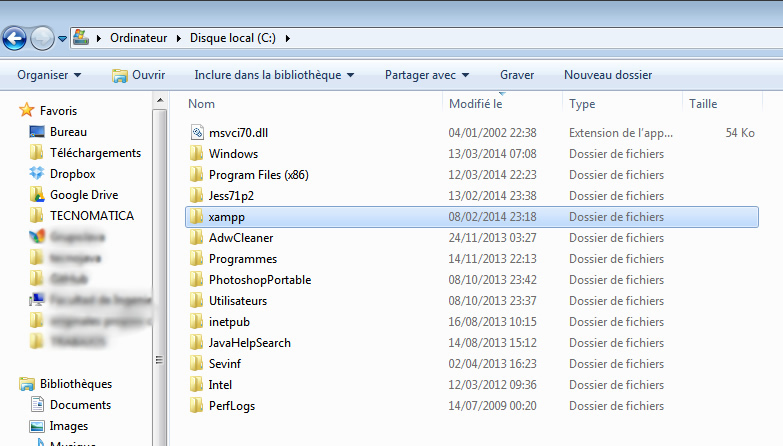 Ordinateur Disque local (C:)
Organiser Ouvrir Inclure dans la bibliothèque Partager avec Graver Nouveau dossier
Favoris
Bureau
Téléchargements
Dropbox
Google Drive
TECNOMATICA
Bibliothèques
Documents
Images
Musique
Nom Modifié le Type Taille
msvci70.dll 04/01/2002 22:38 Extension de l'app... 54 Ko
Windows 13/03/2014 07:08 Dossier de fichiers
Program Files (x86) 12/03/2014 22:23 Dossier de fichiers
Jess71p2 13/02/2014 23:38 Dossier de fichiers
xampp 08/02/2014 23:18 Dossier de fichiers
AdwCleaner 24/11/2013 03:27 Dossier de fichiers
Programmes 14/11/2013 22:13 Dossier de fichiers
PhotoshopPortable 08/10/2013 23:42 Dossier de fichiers
Utilisateurs 08/10/2013 23:37 Dossier de fichiers
inetpub 16/08/2013 10:15 Dossier de fichiers
JavaHelpSearch 14/08/2013 15:12 Dossier de fichiers
Sevinf 02/04/2013 16:23 Dossier de fichiers
Intel 12/03/2012 09:36 Dossier de fichiers
PerfLogs 14/07/2009 00:20 Dossier de fichiers